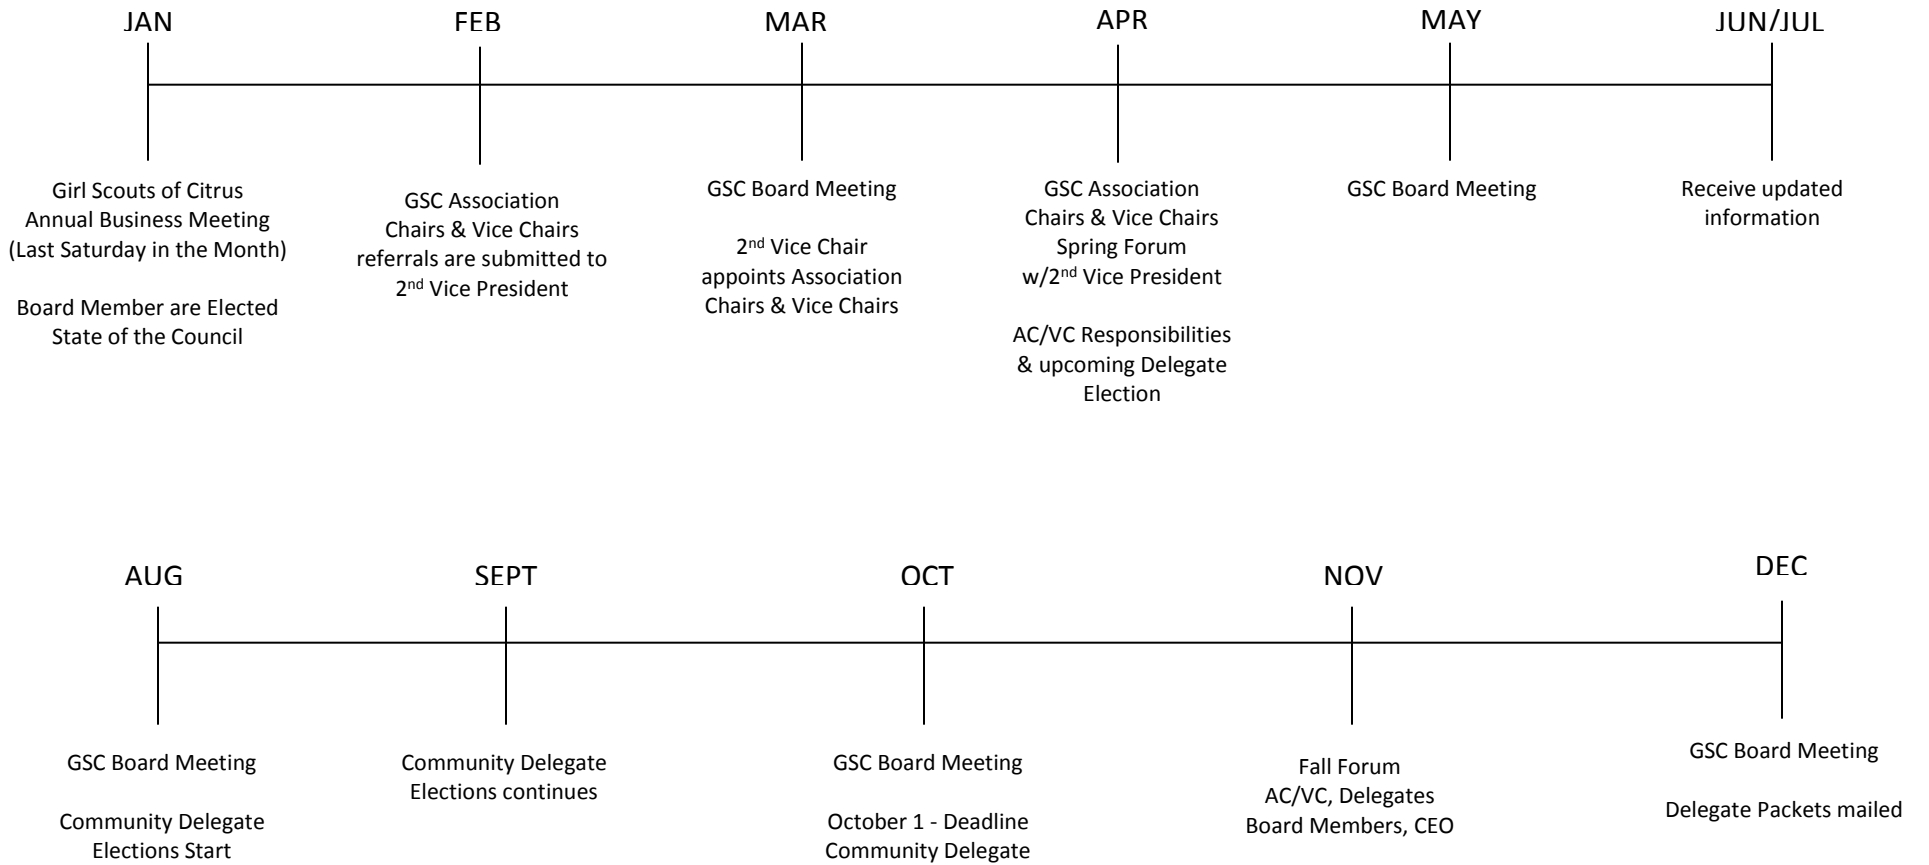 JAN
FEB
MAR
APR
MAY
JUN/JUL
Girl Scouts of Citrus
Annual Business Meeting
(Last Saturday in the Month)
Board Member are Elected
State of the Council
GSC Association
Chairs & Vice Chairs
referrals are submitted to
2nd Vice President
GSC Board Meeting
2nd Vice Chair
appoints Association
Chairs & Vice Chairs
GSC Association
Chairs & Vice Chairs
Spring Forum
w/2nd Vice President
AC/VC Responsibilities
& upcoming Delegate
Election
GSC Board Meeting
Receive updated
information
AUG
SEPT
OCT
NOV
DEC
GSC Board Meeting
Community Delegate
Elections Start
Community Delegate
Elections continues
GSC Board Meeting
October 1 - Deadline
Community Delegate
Fall Forum
AC/VC, Delegates
Board Members, CEO
GSC Board Meeting
Delegate Packets mailed